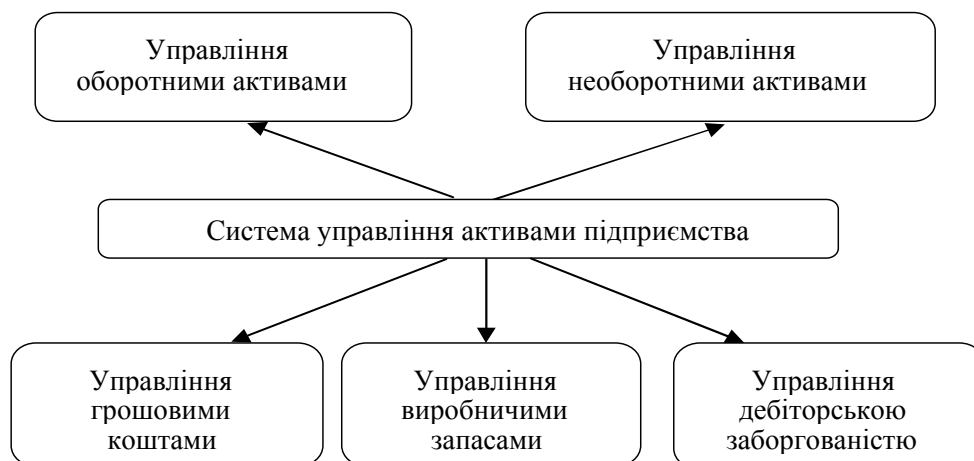 Управління
оборотними активами
Управління
необоротними активами
Система управління активами підприємства
Управління
грошовими
коштами
Управління
виробничими
запасами
Управління
дебіторською
заборгованістю